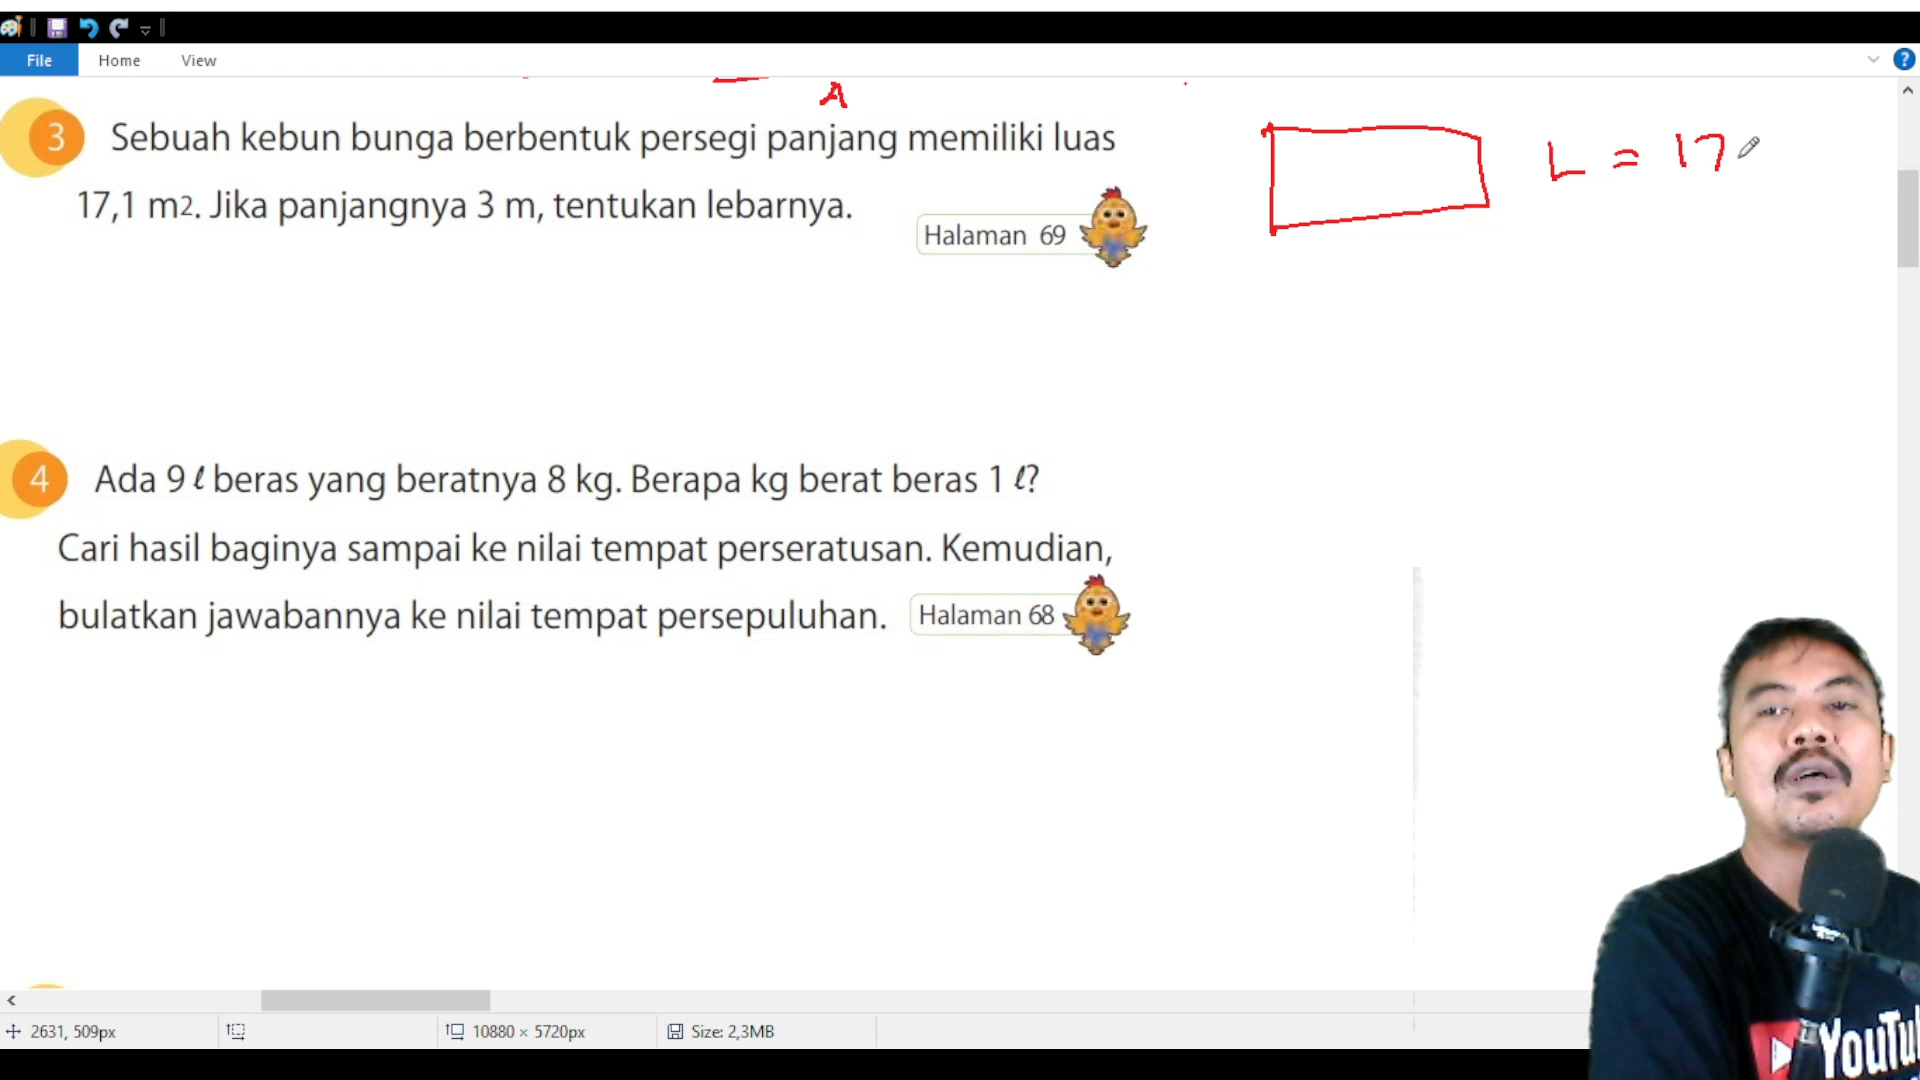 File Home View
A
3 Sebuah kebun bunga berbentuk persegi panjang memiliki luas
17,1 m2. Jika panjangnya 3 m, tentukan lebarnya.
Halaman 69
L = 17
4 Ada 9 ℓ beras yang beratnya 8 kg. Berapa kg berat beras 1 ℓ?
Cari hasil baginya sampai ke nilai tempat perseratusan. Kemudian,
bulatkan jawabannya ke nilai tempat persepuluhan.
Halaman 68
2631, 509px
10880 × 5720px
Size: 2,3MB
YouTu